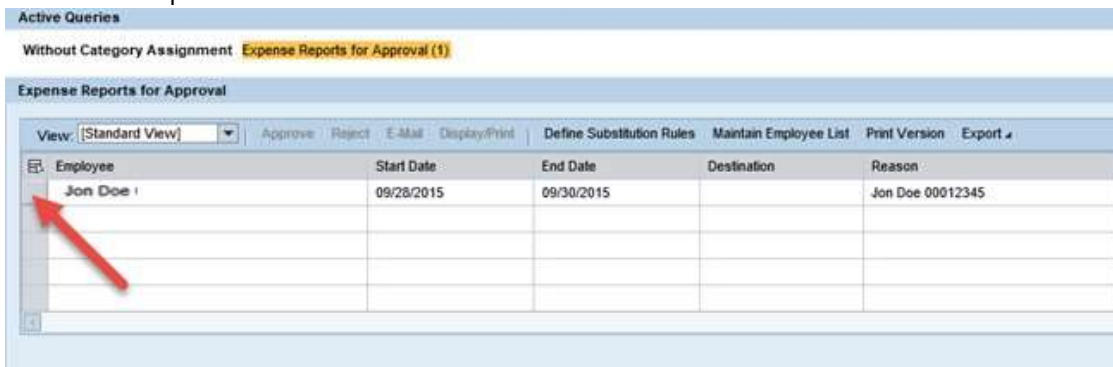 Active Queries
Without Category Assignment Expense Reports for Approval (1)
Expense Reports for Approval
View: [Standard View] Approve Reject E-Mail Display/Print Define Substitution Rules Maintain Employee List Print Version Export
Employee Start Date End Date Destination Reason
Jon Doe 09/28/2015 09/30/2015 Jon Doe 00012345